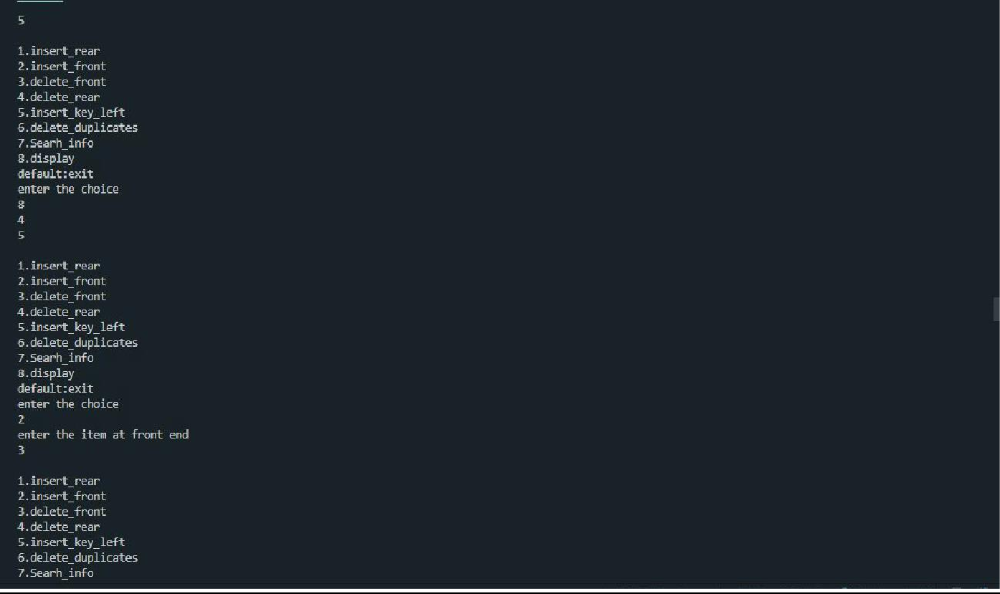 5
1.insert_rear
2.insert_front
3.delete_front
4.delete_rear
5.insert_key_left
6.delete_duplicates
7.Searh_info
8.display
default:exit
enter the choice
8
4
5
1.insert_rear
2.insert_front
3.delete_front
4.delete_rear
5.insert_key_left
6.delete_duplicates
7.Searh_info
8.display
default:exit
enter the choice
2
enter the item at front end
3
1.insert_rear
2.insert_front
3.delete_front
4.delete_rear
5.insert_key_left
6.delete_duplicates
7.Searh_info